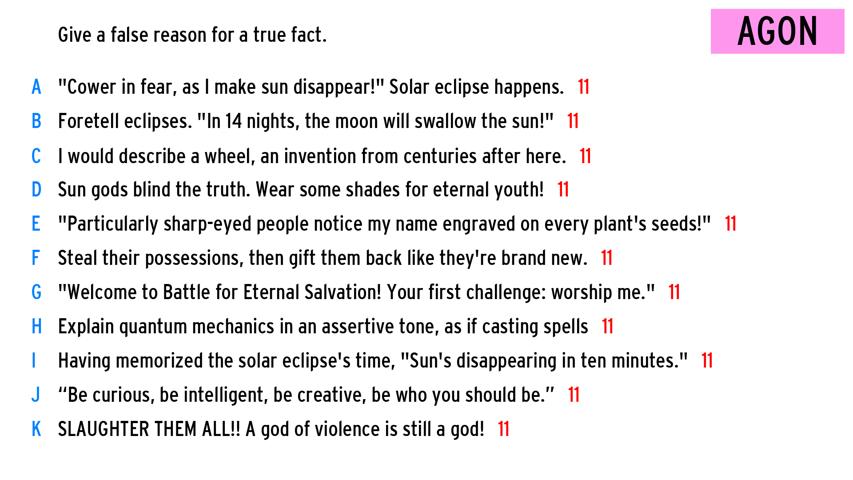 Give a false reason for a true fact.
AGON
A "Cower in fear, as I make sun disappear!" Solar eclipse happens. 11
B Foretell eclipses. "In 14 nights, the moon will swallow the sun!" 11
C I would describe a wheel, an invention from centuries after here. 11
D Sun gods blind the truth. Wear some shades for eternal youth! 11
E "Particularly sharp-eyed people notice my name engraved on every plant's seeds!" 11
F Steal their possessions, then gift them back like they're brand new. 11
G "Welcome to Battle for Eternal Salvation! Your first challenge: worship me." 11
H Explain quantum mechanics in an assertive tone, as if casting spells 11
I Having memorized the solar eclipse's time, "Sun's disappearing in ten minutes." 11
J “Be curious, be intelligent, be creative, be who you should be.” 11
K SLAUGHTER THEM ALL!! A god of violence is still a god! 11